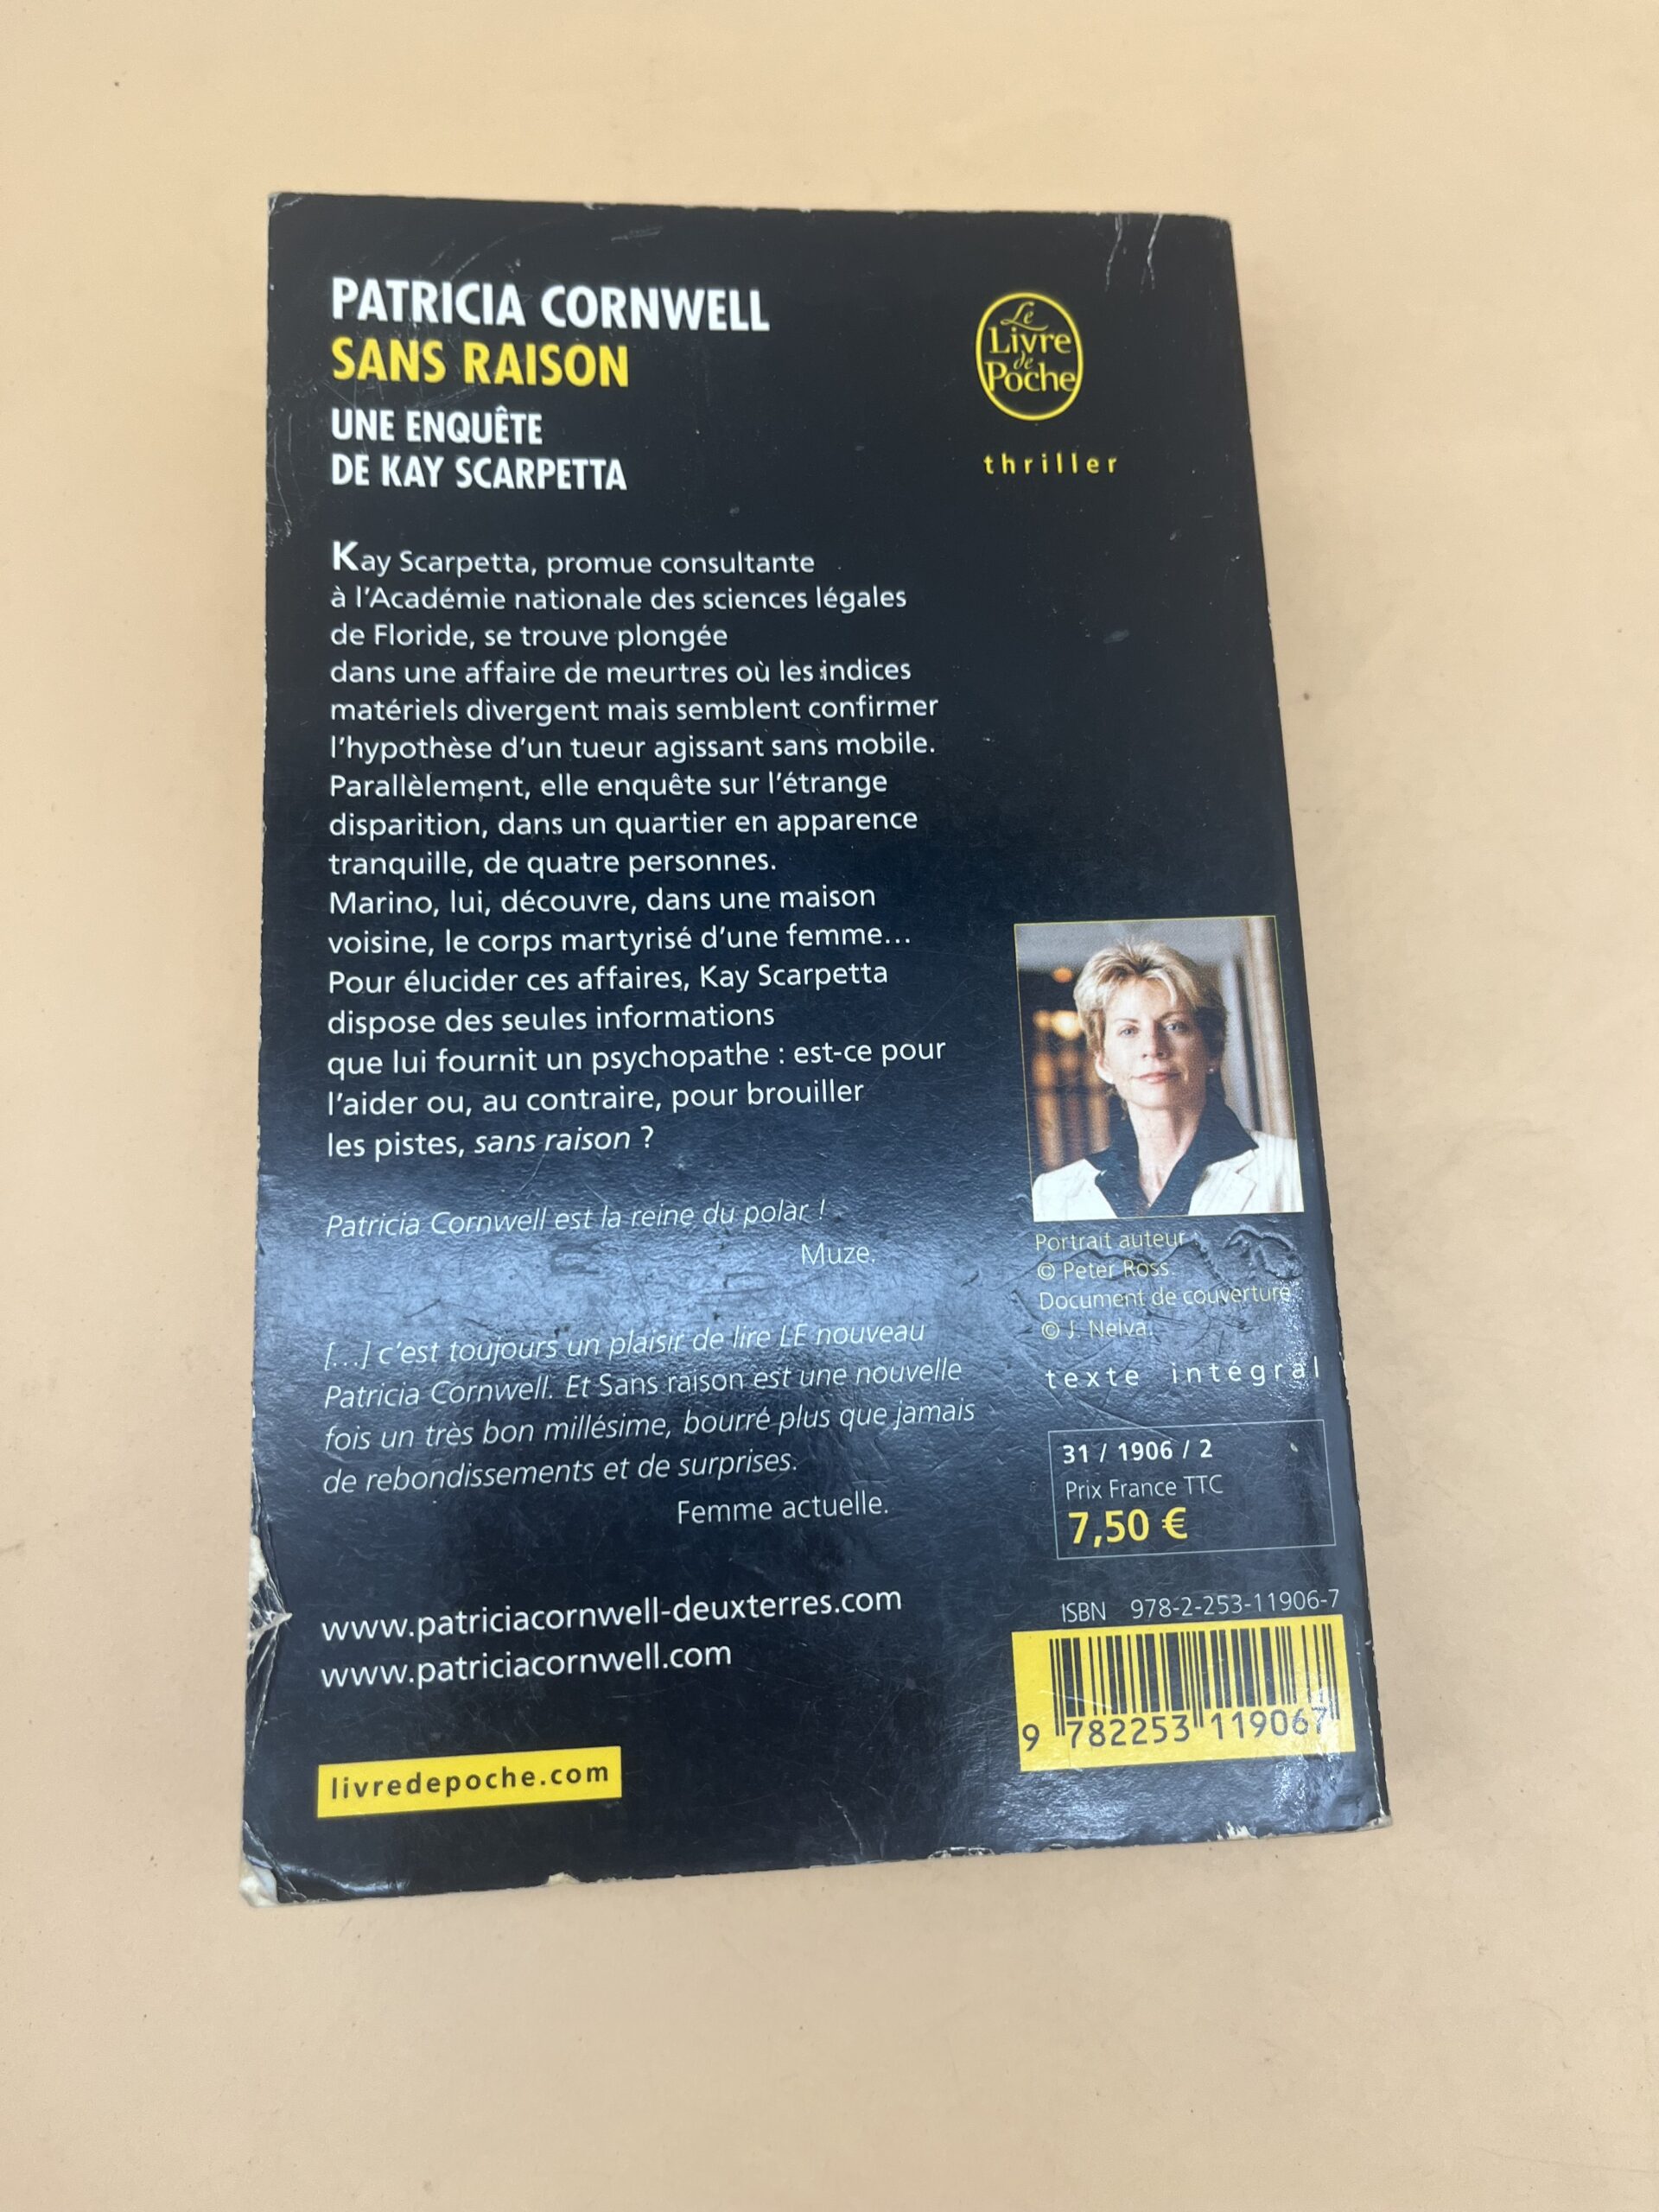 PATRICIA CORNWELL
SANS RAISON
UNE ENQUÊTE
DE KAY SCARPETTA
Le
Livre
de
Poche
thriller
Kay Scarpetta, promue consultante
à l'Académie nationale des sciences légales
de Floride, se trouve plongée
dans une affaire de meurtres où les indices
matériels divergent mais semblent confirmer
l'hypothèse d'un tueur agissant sans mobile.
Parallèlement, elle enquête sur l'étrange
disparition, dans un quartier en apparence
tranquille, de quatre personnes.
Marino, lui, découvre, dans une maison
voisine, le corps martyrisé d'une femme...
Pour élucider ces affaires, Kay Scarpetta
dispose des seules informations
que lui fournit un psychopathe : est-ce pour
l'aider ou, au contraire, pour brouiller
les pistes, sans raison ?
Patricia Cornwell est la reine du polar !
Muze.
[...] c'est toujours un plaisir de lire LE nouveau
Patricia Cornwell. Et Sans raison est une nouvelle
fois un très bon millésime, bourré plus que jamais
de rebondissements et de surprises.
Femme actuelle.
www.patriciacornwell-deuxterres.com
www.patriciacornwell.com
livredepoche.com
Portrait auteur
© Peter Ross.
Document de couverture
© J. Nelva.
texte intégral
31 / 1906 / 2
Prix France TTC
7,50 €
ISBN 978-2-253-11906-7
9 782253 119067